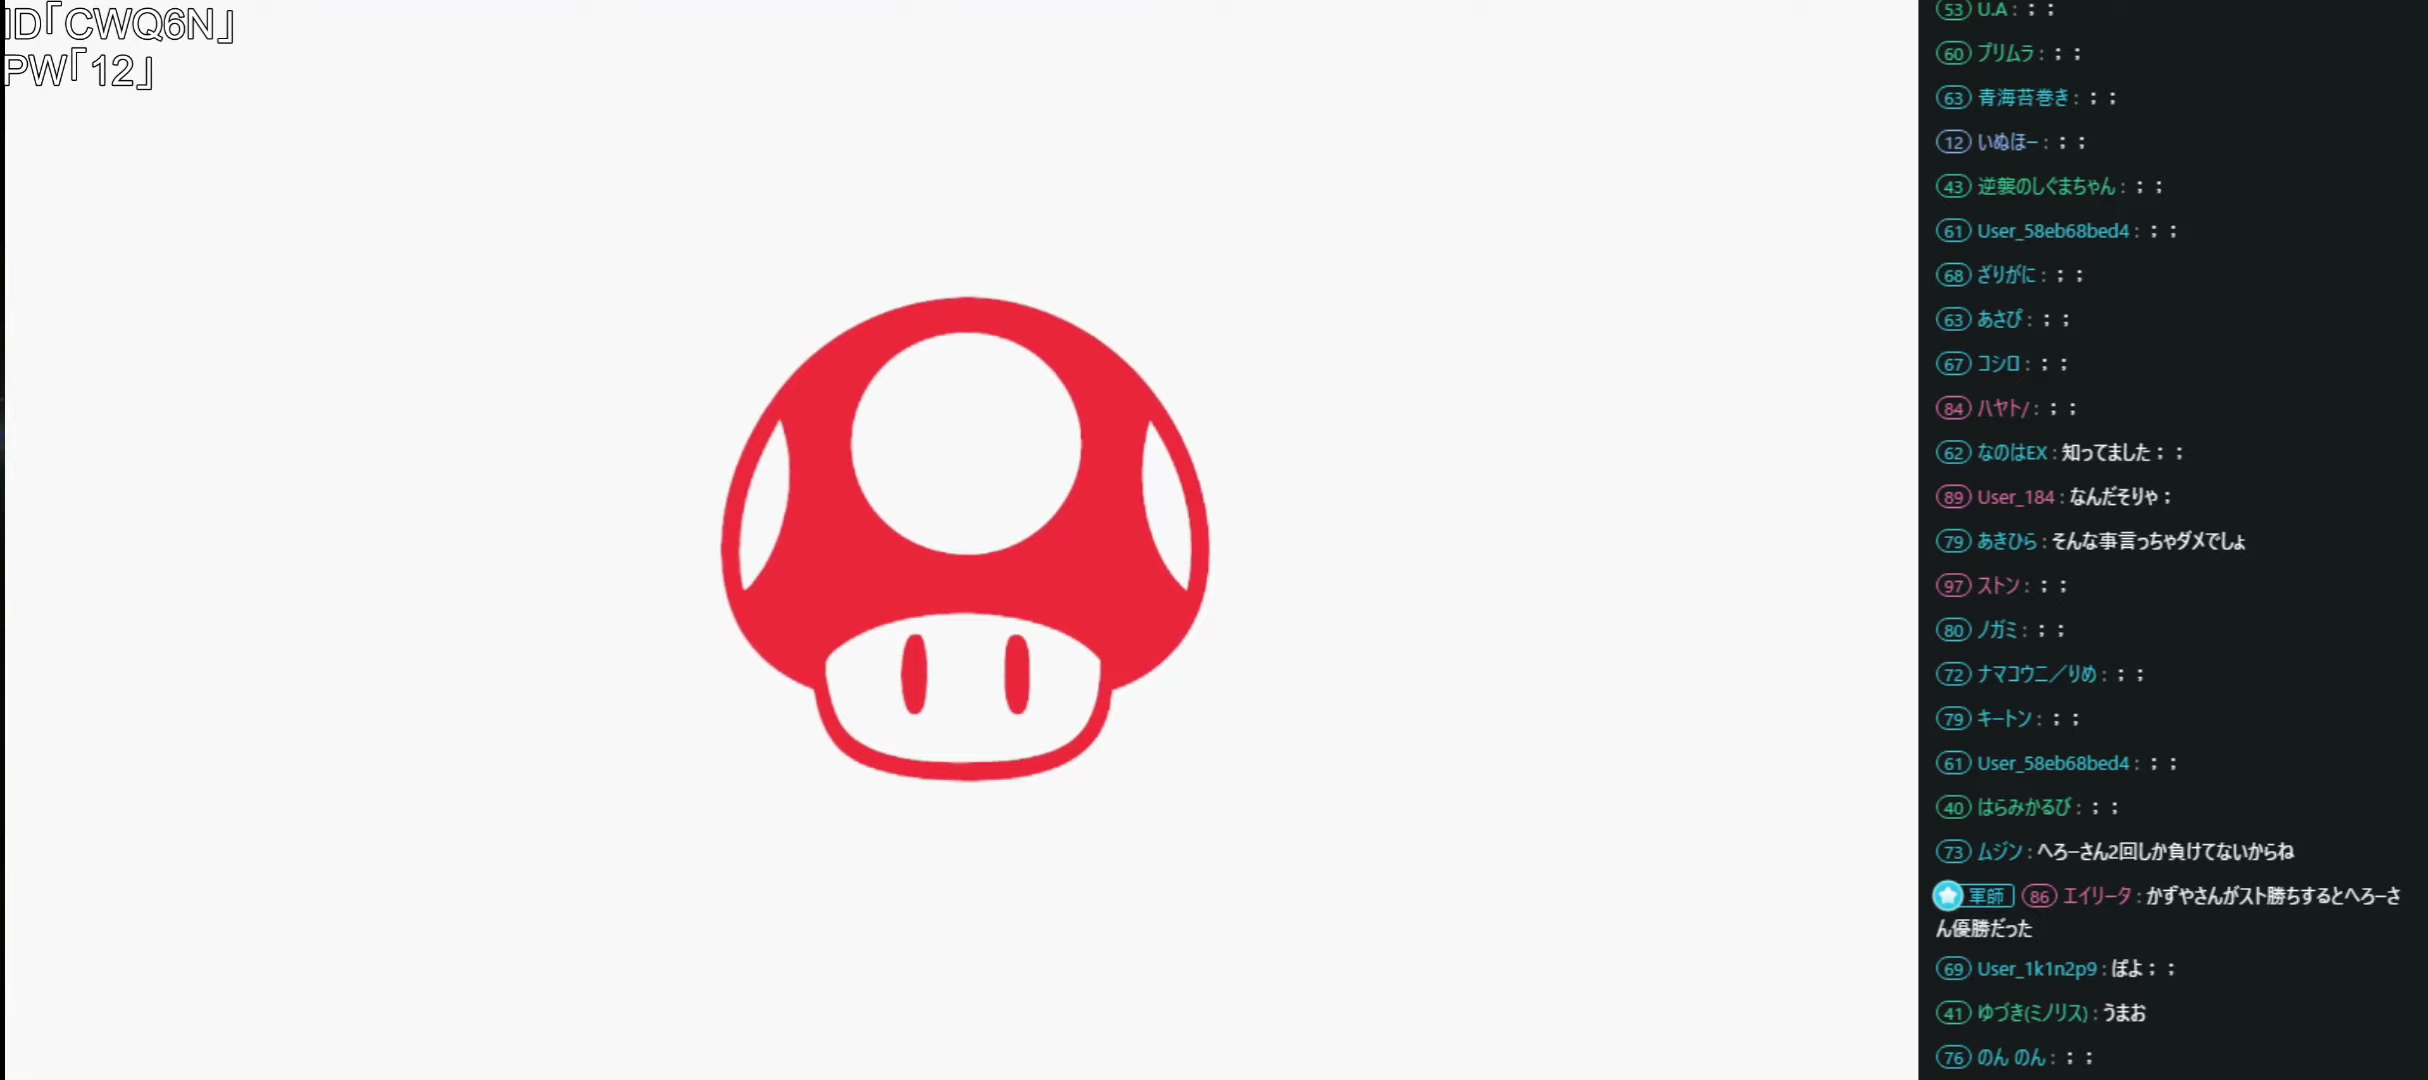 ID「CWQ6N」
PW「12」
53 U.A : ; ;
60 プリムラ : ; ;
63 青海苔巻き : ; ;
12 いぬほー : ; ;
43 逆襲のしぐまちゃん : ; ;
61 User_58eb68bed4 : ; ;
68 ざりがに : ; ;
63 あさぴ : ; ;
67 コシロ : ; ;
84 ハヤト/ : ; ;
62 なのはEX : 知ってました ; ;
89 User_184 : なんだそりゃ ;
79 あきひら : そんな事言っちゃダメでしょ
97 ストン : ; ;
80 ノガミ : ; ;
72 ナマコウニ／りめ : ; ;
79 キートン : ; ;
61 User_58eb68bed4 : ; ;
40 はらみかるび : ; ;
73 ムジン : へろーさん2回しか負けてないからね
軍師 86 エイリータ : かずやさんがスト勝ちするとへろーさ
ん優勝だった
69 User_1k1n2p9 : ぽよ ; ;
41 ゆづき(ミノリス) : うまお
76 のん のん : ; ;